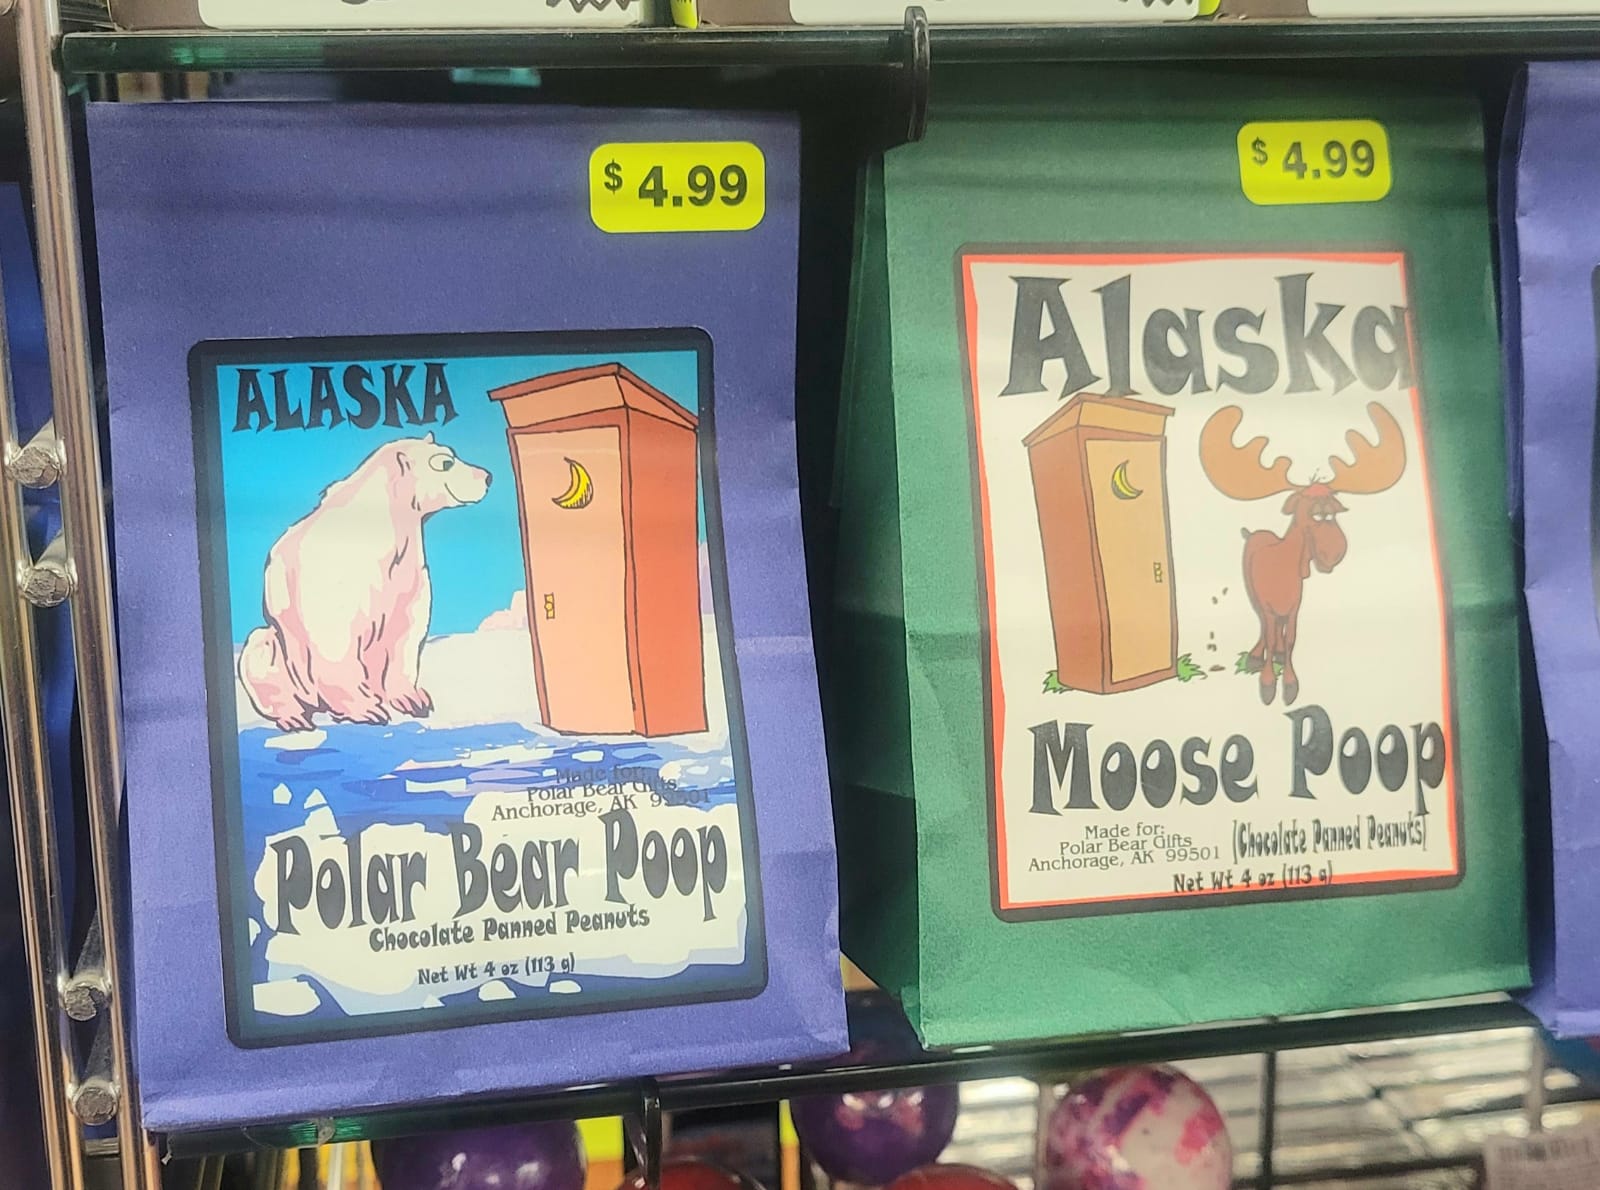 $ 4.99
ALASKA
Made for:
Polar Bear Gifts
Anchorage, AK 99501
Polar Bear Poop
Chocolate Panned Peanuts
Net Wt 4 oz (113 g)
$ 4.99
Alaska
Moose Poop
Made for:
Polar Bear Gifts
Anchorage, AK 99501
(Chocolate Panned Peanuts)
Net Wt 4 oz (113 g)